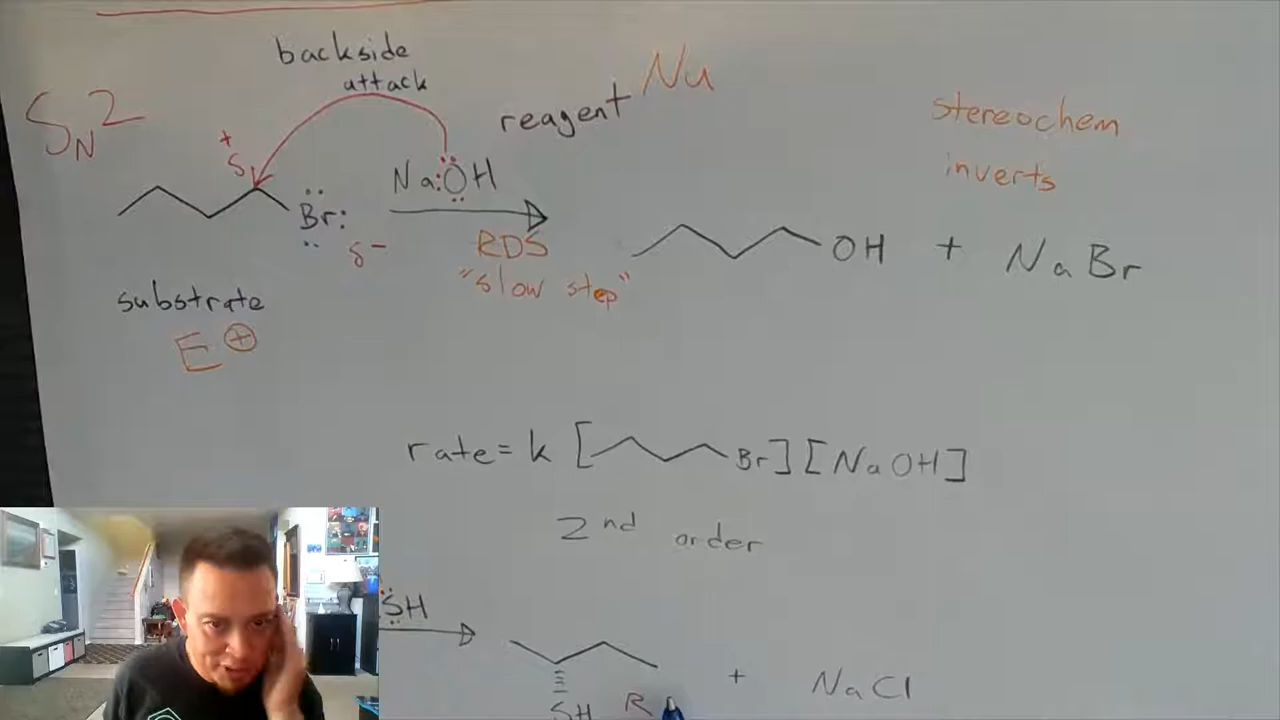 backside
attack
SN2
reagent Nu
stereochem
inverts
δ+
Na:ÖH
Br:
δ-
RDS
"slow step"
OH + NaBr
substrate
E⊕
rate = k [Br][NaOH]
2nd order
SH
SH R
+ NaCl